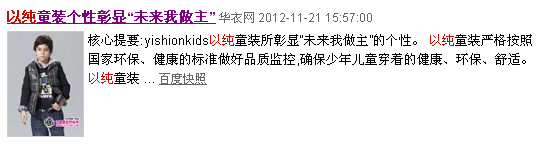 以纯童装个性彰显“未来我做主” 华衣网 2012-11-21 15:57:00
核心提要:yishionkids以纯童装所彰显"未来我做主"的个性。 以纯童装严格按照
国家环保、健康的标准做好品质监控,确保少年儿童穿着的健康、环保、舒适。
以纯童装 ... 百度快照